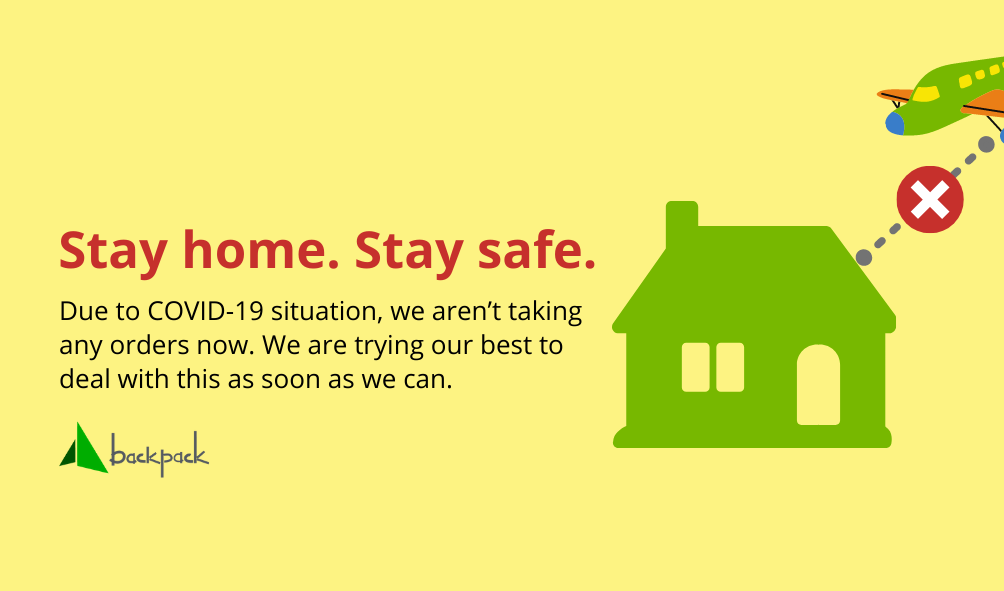 Stay home. Stay safe.
Due to COVID-19 situation, we aren’t taking
any orders now. We are trying our best to
deal with this as soon as we can.
backpack